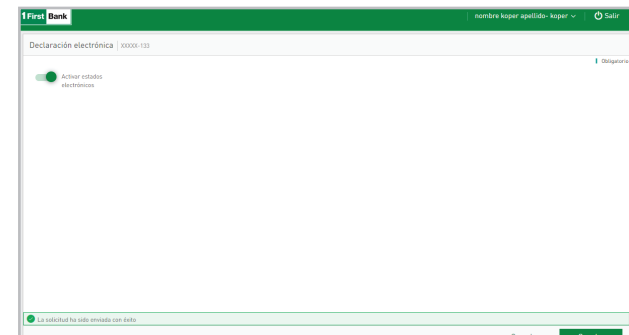 1First Bank
nombre koper apellido- koper
Salir
Declaración electrónica | XXXXX-133
Obligatorio
Activar estados
electrónicos
La solicitud ha sido enviada con éxito